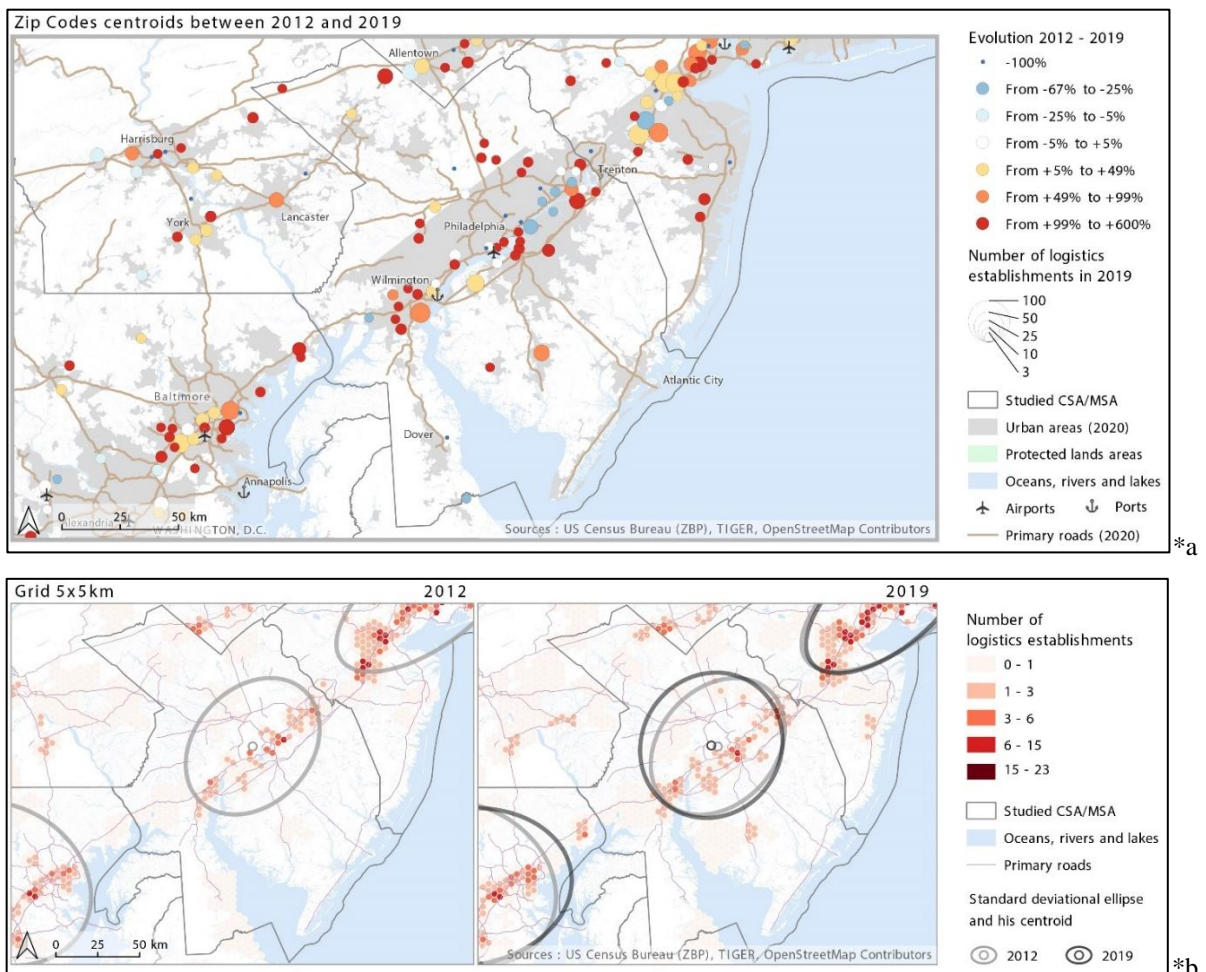 Zip Codes centroids between 2012 and 2019
Allentown
Harrisburg
Trenton
Lancaster
York
Philadelphia
Wilmington
Atlantic City
Baltimore
Dover
Annapolis
Alexandria
WASHINGTON, D.C.
0 25 50 km
Sources : US Census Bureau (ZBP), TIGER, OpenStreetMap Contributors
Evolution 2012 - 2019
-100%
From -67% to -25%
From -25% to -5%
From -5% to +5%
From +5% to +49%
From +49% to +99%
From +99% to +600%
Number of logistics
establishments in 2019
100
50
25
10
3
Studied CSA/MSA
Urban areas (2020)
Protected lands areas
Oceans, rivers and lakes
Airports Ports
Primary roads (2020)
*a
Grid 5x5km 2012 2019
0 25 50 km
Sources : US Census Bureau (ZBP), TIGER, OpenStreetMap Contributors
Number of
logistics establishments
0 - 1
1 - 3
3 - 6
6 - 15
15 - 23
Studied CSA/MSA
Oceans, rivers and lakes
Primary roads
Standard deviational ellipse
and his centroid
2012 2019
*b